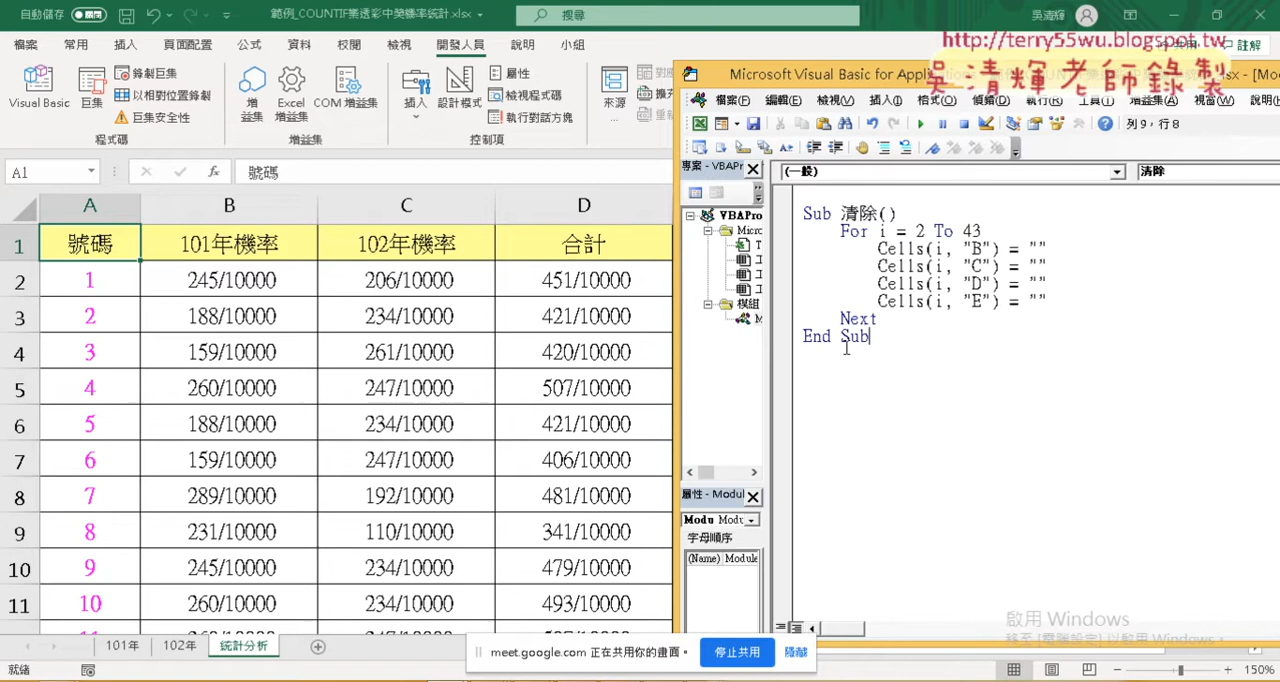 自動儲存 範例_COUNTIF樂透彩中獎機率統計.xlsx 搜尋 吳清輝
檔案 常用 插入 頁面配置 公式 資料 校閱 檢視 開發人員 說明 小組 註解
http://terry55wu.blogspot.tw
吳清輝老師錄製
Visual Basic 巨集 錄製巨集 以相對位置錄製 巨集安全性 程式碼
增益集 Excel 增益集 COM 增益集 增益集
插入 設計模式 屬性 檢視程式碼 執行對話方塊 控制項
來源
A1 號碼
A B C D
1 號碼 101年機率 102年機率 合計
2 1 245/10000 206/10000 451/10000
3 2 188/10000 234/10000 421/10000
4 3 159/10000 261/10000 420/10000
5 4 260/10000 247/10000 507/10000
6 5 188/10000 234/10000 421/10000
7 6 159/10000 247/10000 406/10000
8 7 289/10000 192/10000 481/10000
9 8 231/10000 110/10000 341/10000
10 9 245/10000 234/10000 479/10000
11 10 260/10000 234/10000 493/10000
101年 102年 統計分析
就緒
150%
Microsoft Visual Basic for Applications
檔案(F) 編輯(E) 檢視(V) 插入(I) 格式(O) 偵錯(D) 執行(R) 工具(T) 增益集(A) 視窗(W)
列 9，行 8
專案 - VBAPr
(一般) 清除
VBAPro
Micro
模組
Sub 清除()
For i = 2 To 43
Cells(i, "B") = ""
Cells(i, "C") = ""
Cells(i, "D") = ""
Cells(i, "E") = ""
Next
End Sub
屬性 - Modul
Modu Modu
字母順序
(Name) Module
啟用 Windows
移至 [電腦設定] 以啟用 Windows。
meet.google.com 正在共用你的畫面。 停止共用 隱藏